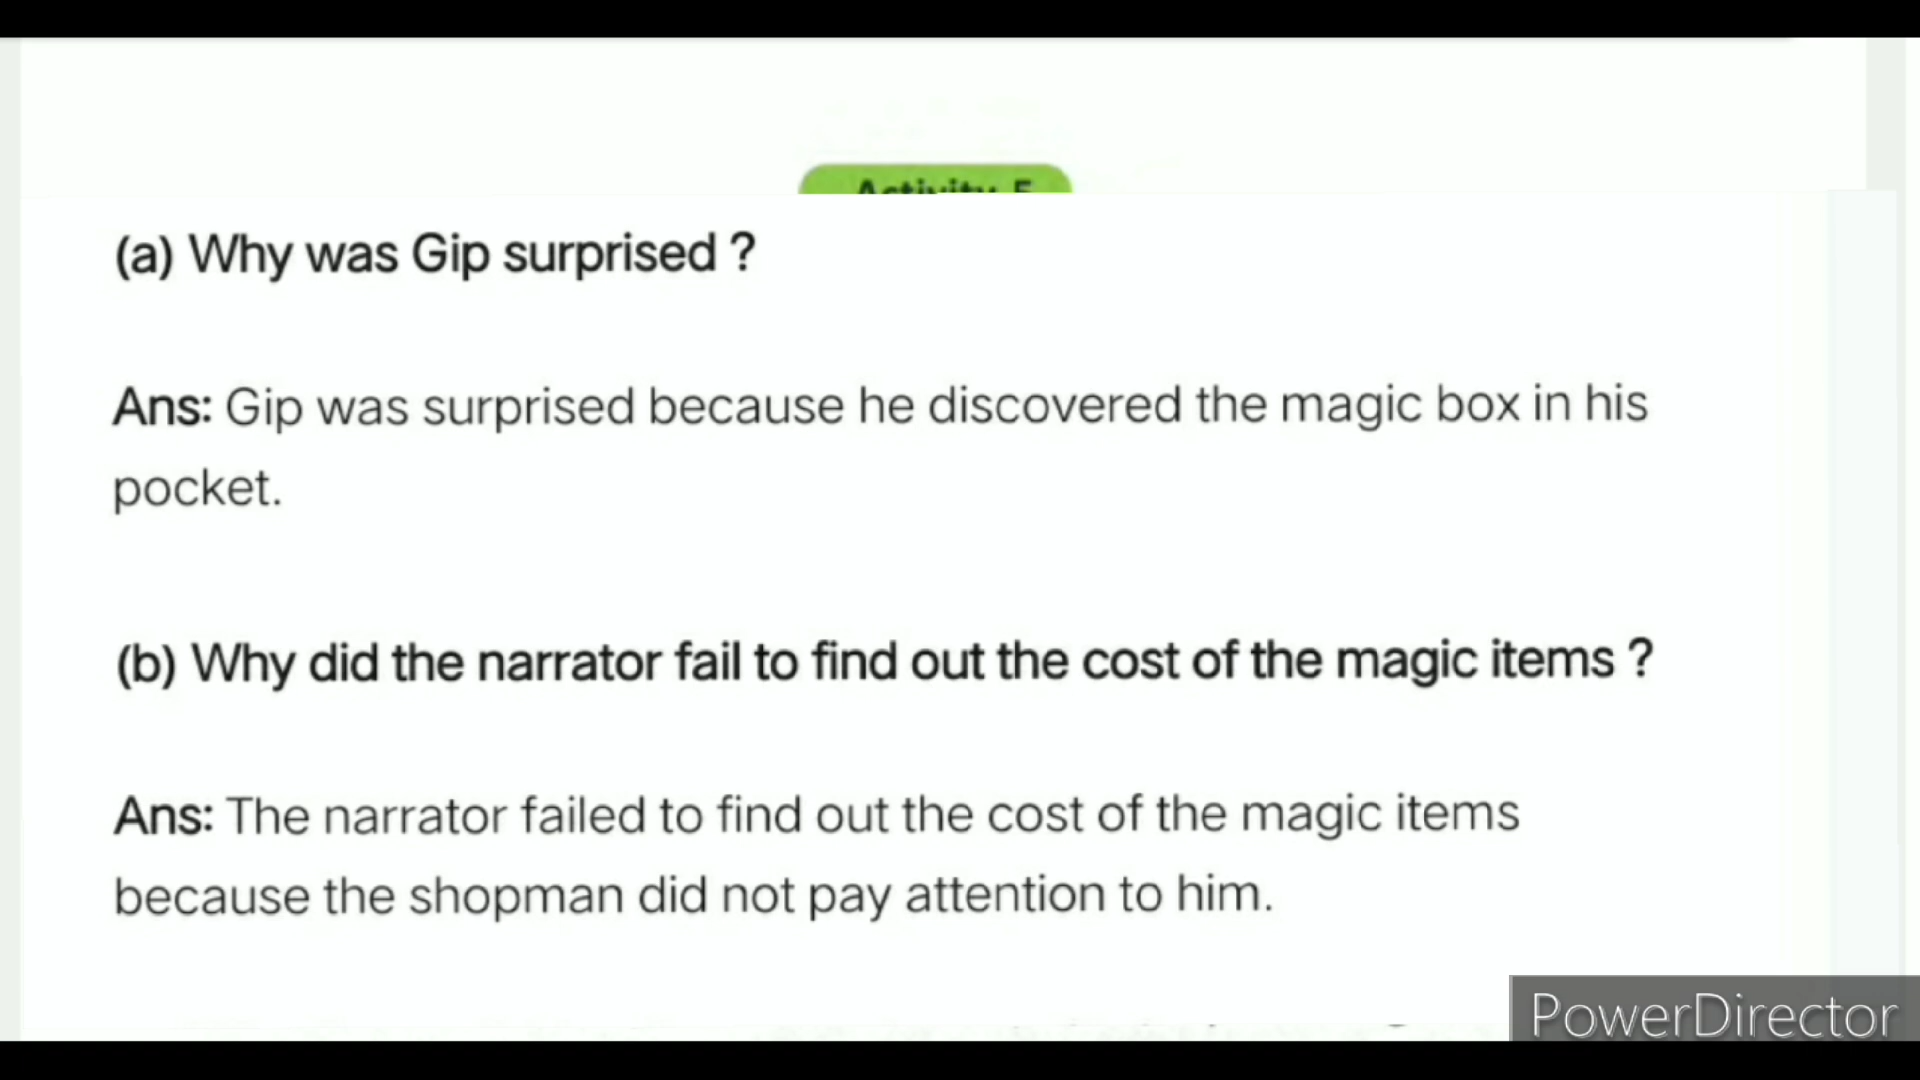 Activity 5
(a) Why was Gip surprised ?
Ans: Gip was surprised because he discovered the magic box in his
pocket.
(b) Why did the narrator fail to find out the cost of the magic items ?
Ans: The narrator failed to find out the cost of the magic items
because the shopman did not pay attention to him.
PowerDirector